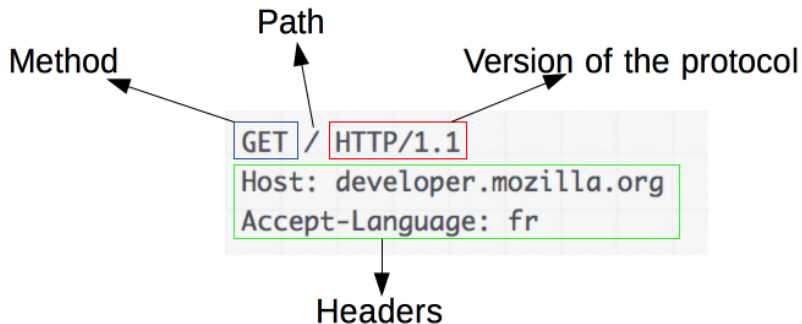 Path
Method
Version of the protocol
GET / HTTP/1.1
Host: developer.mozilla.org
Accept-Language: fr
Headers